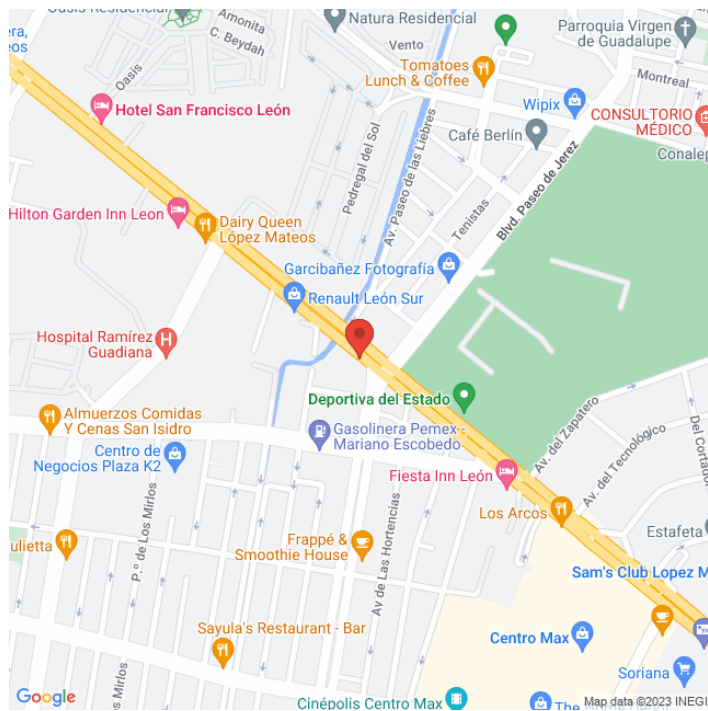 Oasis Residencial
Amonita
C. Beydah
Natura Residencial
Parroquia Virgen
de Guadalupe
Vento
Tomatoes
Lunch & Coffee
Montreal
Oasis
Wipix
Hotel San Francisco León
CONSULTORIO
MÉDICO
Café Berlín
Conalep
Pedregal del Sol
Av. Paseo de las Liebres
Blvd. Paseo de Jerez
Tenistas
Hilton Garden Inn Leon
Dairy Queen
López Mateos
Garcibañez Fotografía
Renault León Sur
Hospital Ramírez
Guadiana
Deportiva del Estado
Almuerzos Comidas
Y Cenas San Isidro
Gasolinera Pemex -
Mariano Escobedo
Av. del Zapatero
Del Cortador
Centro de
Negocios Plaza K2
Av. del Tecnológico
Fiesta Inn León
P.º de Los Mirlos
Los Arcos
Av de Las Hortencias
Estafeta
Frappé &
Smoothie House
ulietta
Sam's Club Lopez M
Sayula's Restaurant - Bar
Centro Max
Soriana
Mirlos
Cinépolis Centro Max
Google
Map data ©2023 INEGI